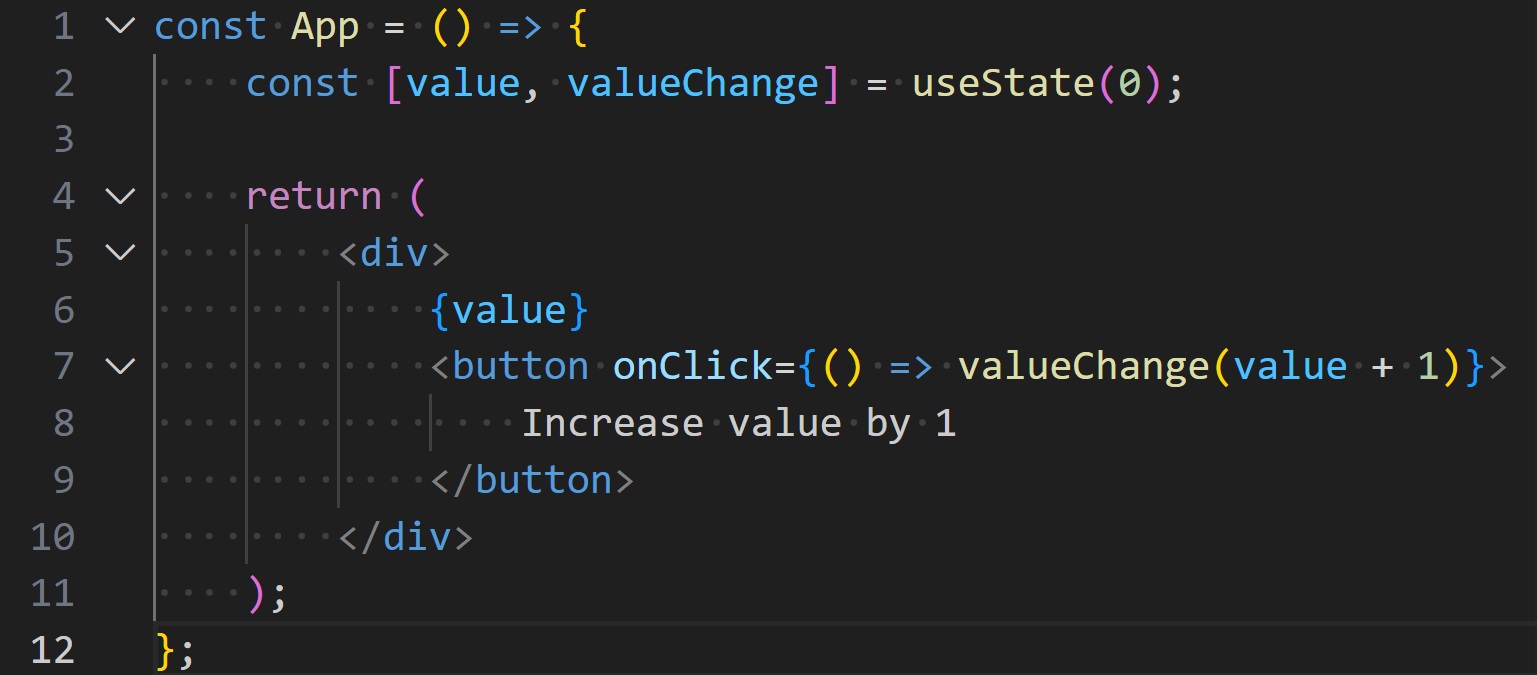 1 const App = () => {
2     const [value, valueChange] = useState(0);
3
4     return (
5         <div>
6             {value}
7             <button onClick={() => valueChange(value + 1)}>
8                 Increase value by 1
9             </button>
10         </div>
11     );
12 };